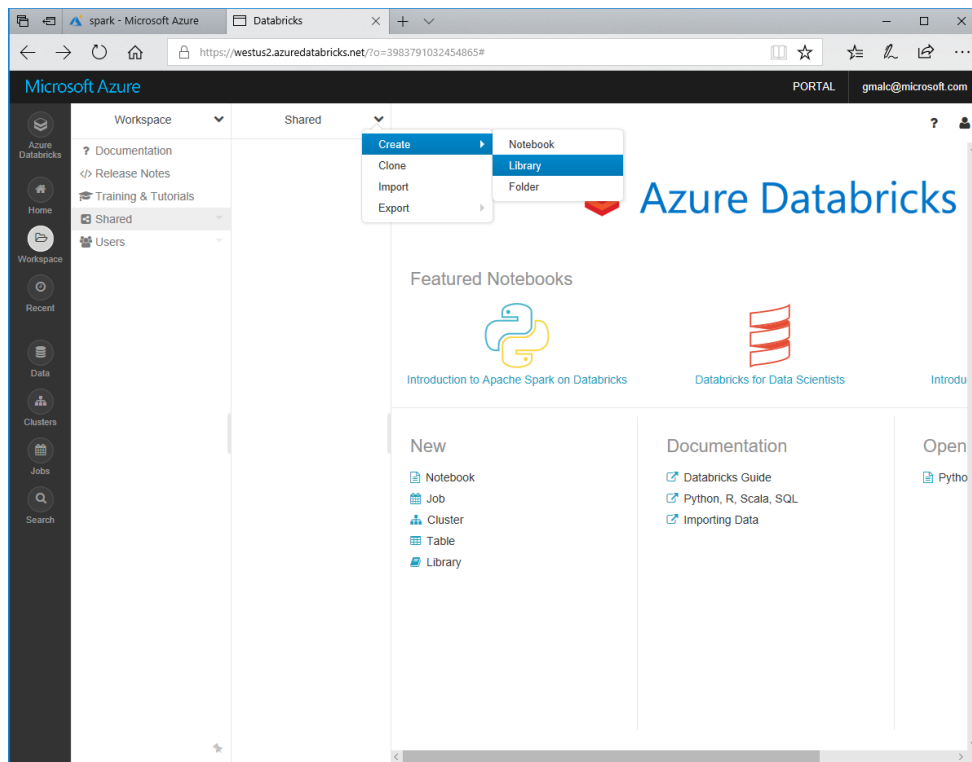 spark - Microsoft Azure
Databricks
https://westus2.azuredatabricks.net/?o=3983791032454865#
Microsoft Azure
PORTAL
gmalc@microsoft.com
Azure Databricks
Home
Workspace
Recent
Data
Clusters
Jobs
Search
Workspace
? Documentation
</> Release Notes
Training & Tutorials
Shared
Users
Shared
Create
Clone
Import
Export
Notebook
Library
Folder
?
Azure Databricks
Featured Notebooks
Introduction to Apache Spark on Databricks
Databricks for Data Scientists
Introdu
New
Notebook
Job
Cluster
Table
Library
Documentation
Databricks Guide
Python, R, Scala, SQL
Importing Data
Open
Pytho